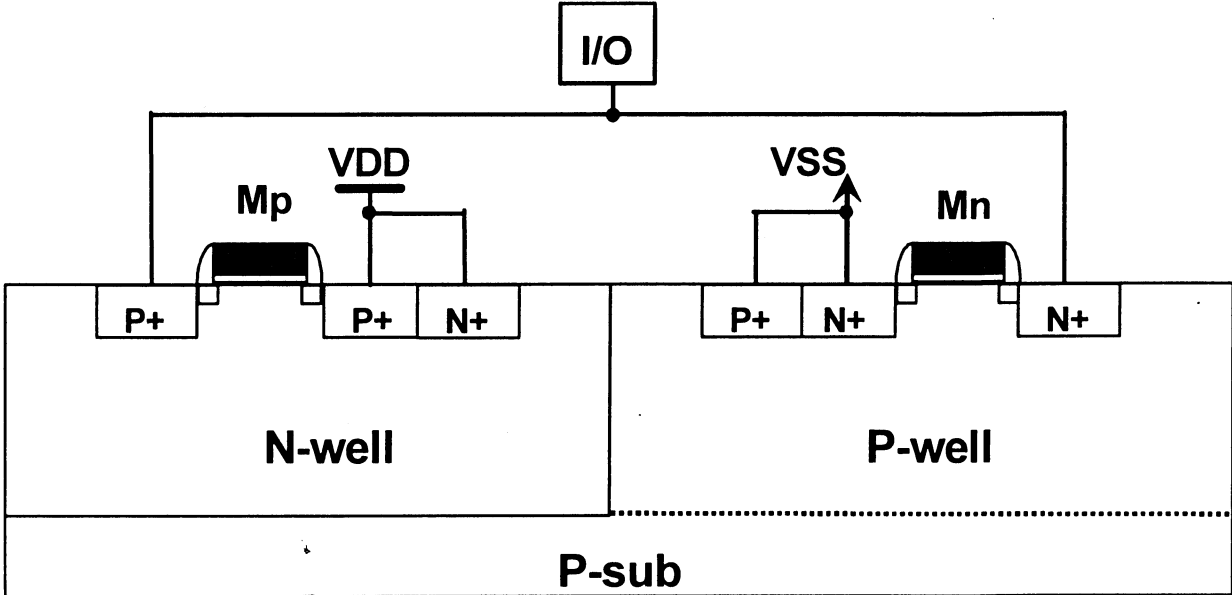 I/O
VDD
VSS
Mp
Mn
P+
P+
N+
P+
N+
N+
N-well
P-well
P-sub